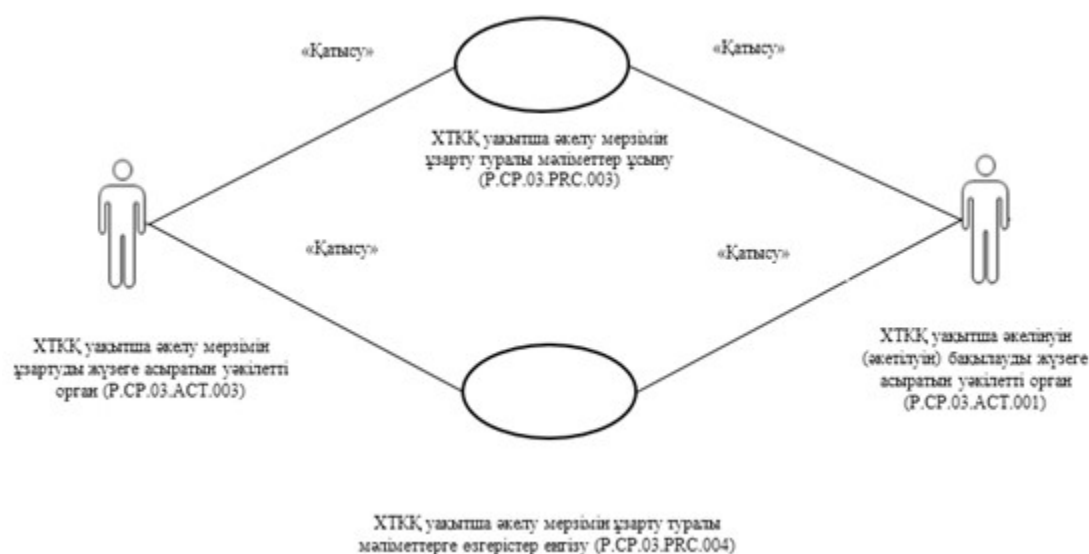 «Қатысу»
«Қатысу»
ХТКҚ уақытша әкелу мерзімін
ұзарту туралы мәліметтер ұсыну
(P.CP.03.PRC.003)
«Қатысу»
«Қатысу»
ХТКҚ уақытша әкелу мерзімін
ұзартуды жүзеге асыратын уәкілетті
орган (P.CP.03.ACT.003)
ХТКҚ уақытша әкелінуін
(әкетілуін) бақылауды жүзеге
асыратын уәкілетті орган
(P.CP.03.ACT.001)
ХТКҚ уақытша әкелу мерзімін ұзарту туралы
мәліметтерге өзгерістер енгізу (P.CP.03.PRC.004)